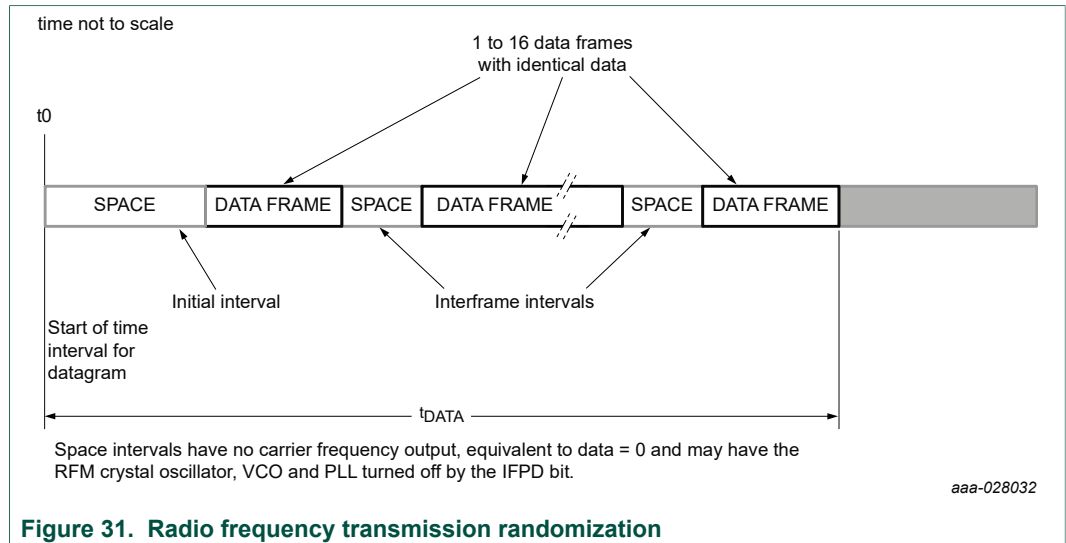 time not to scale
1 to 16 data frames
with identical data
t0
SPACE DATA FRAME SPACE DATA FRAME SPACE DATA FRAME
Initial interval Interframe intervals
Start of time
interval for
datagram
tDATA
Space intervals have no carrier frequency output, equivalent to data = 0 and may have the
RFM crystal oscillator, VCO and PLL turned off by the IFPD bit.
aaa-028032
Figure 31. Radio frequency transmission randomization